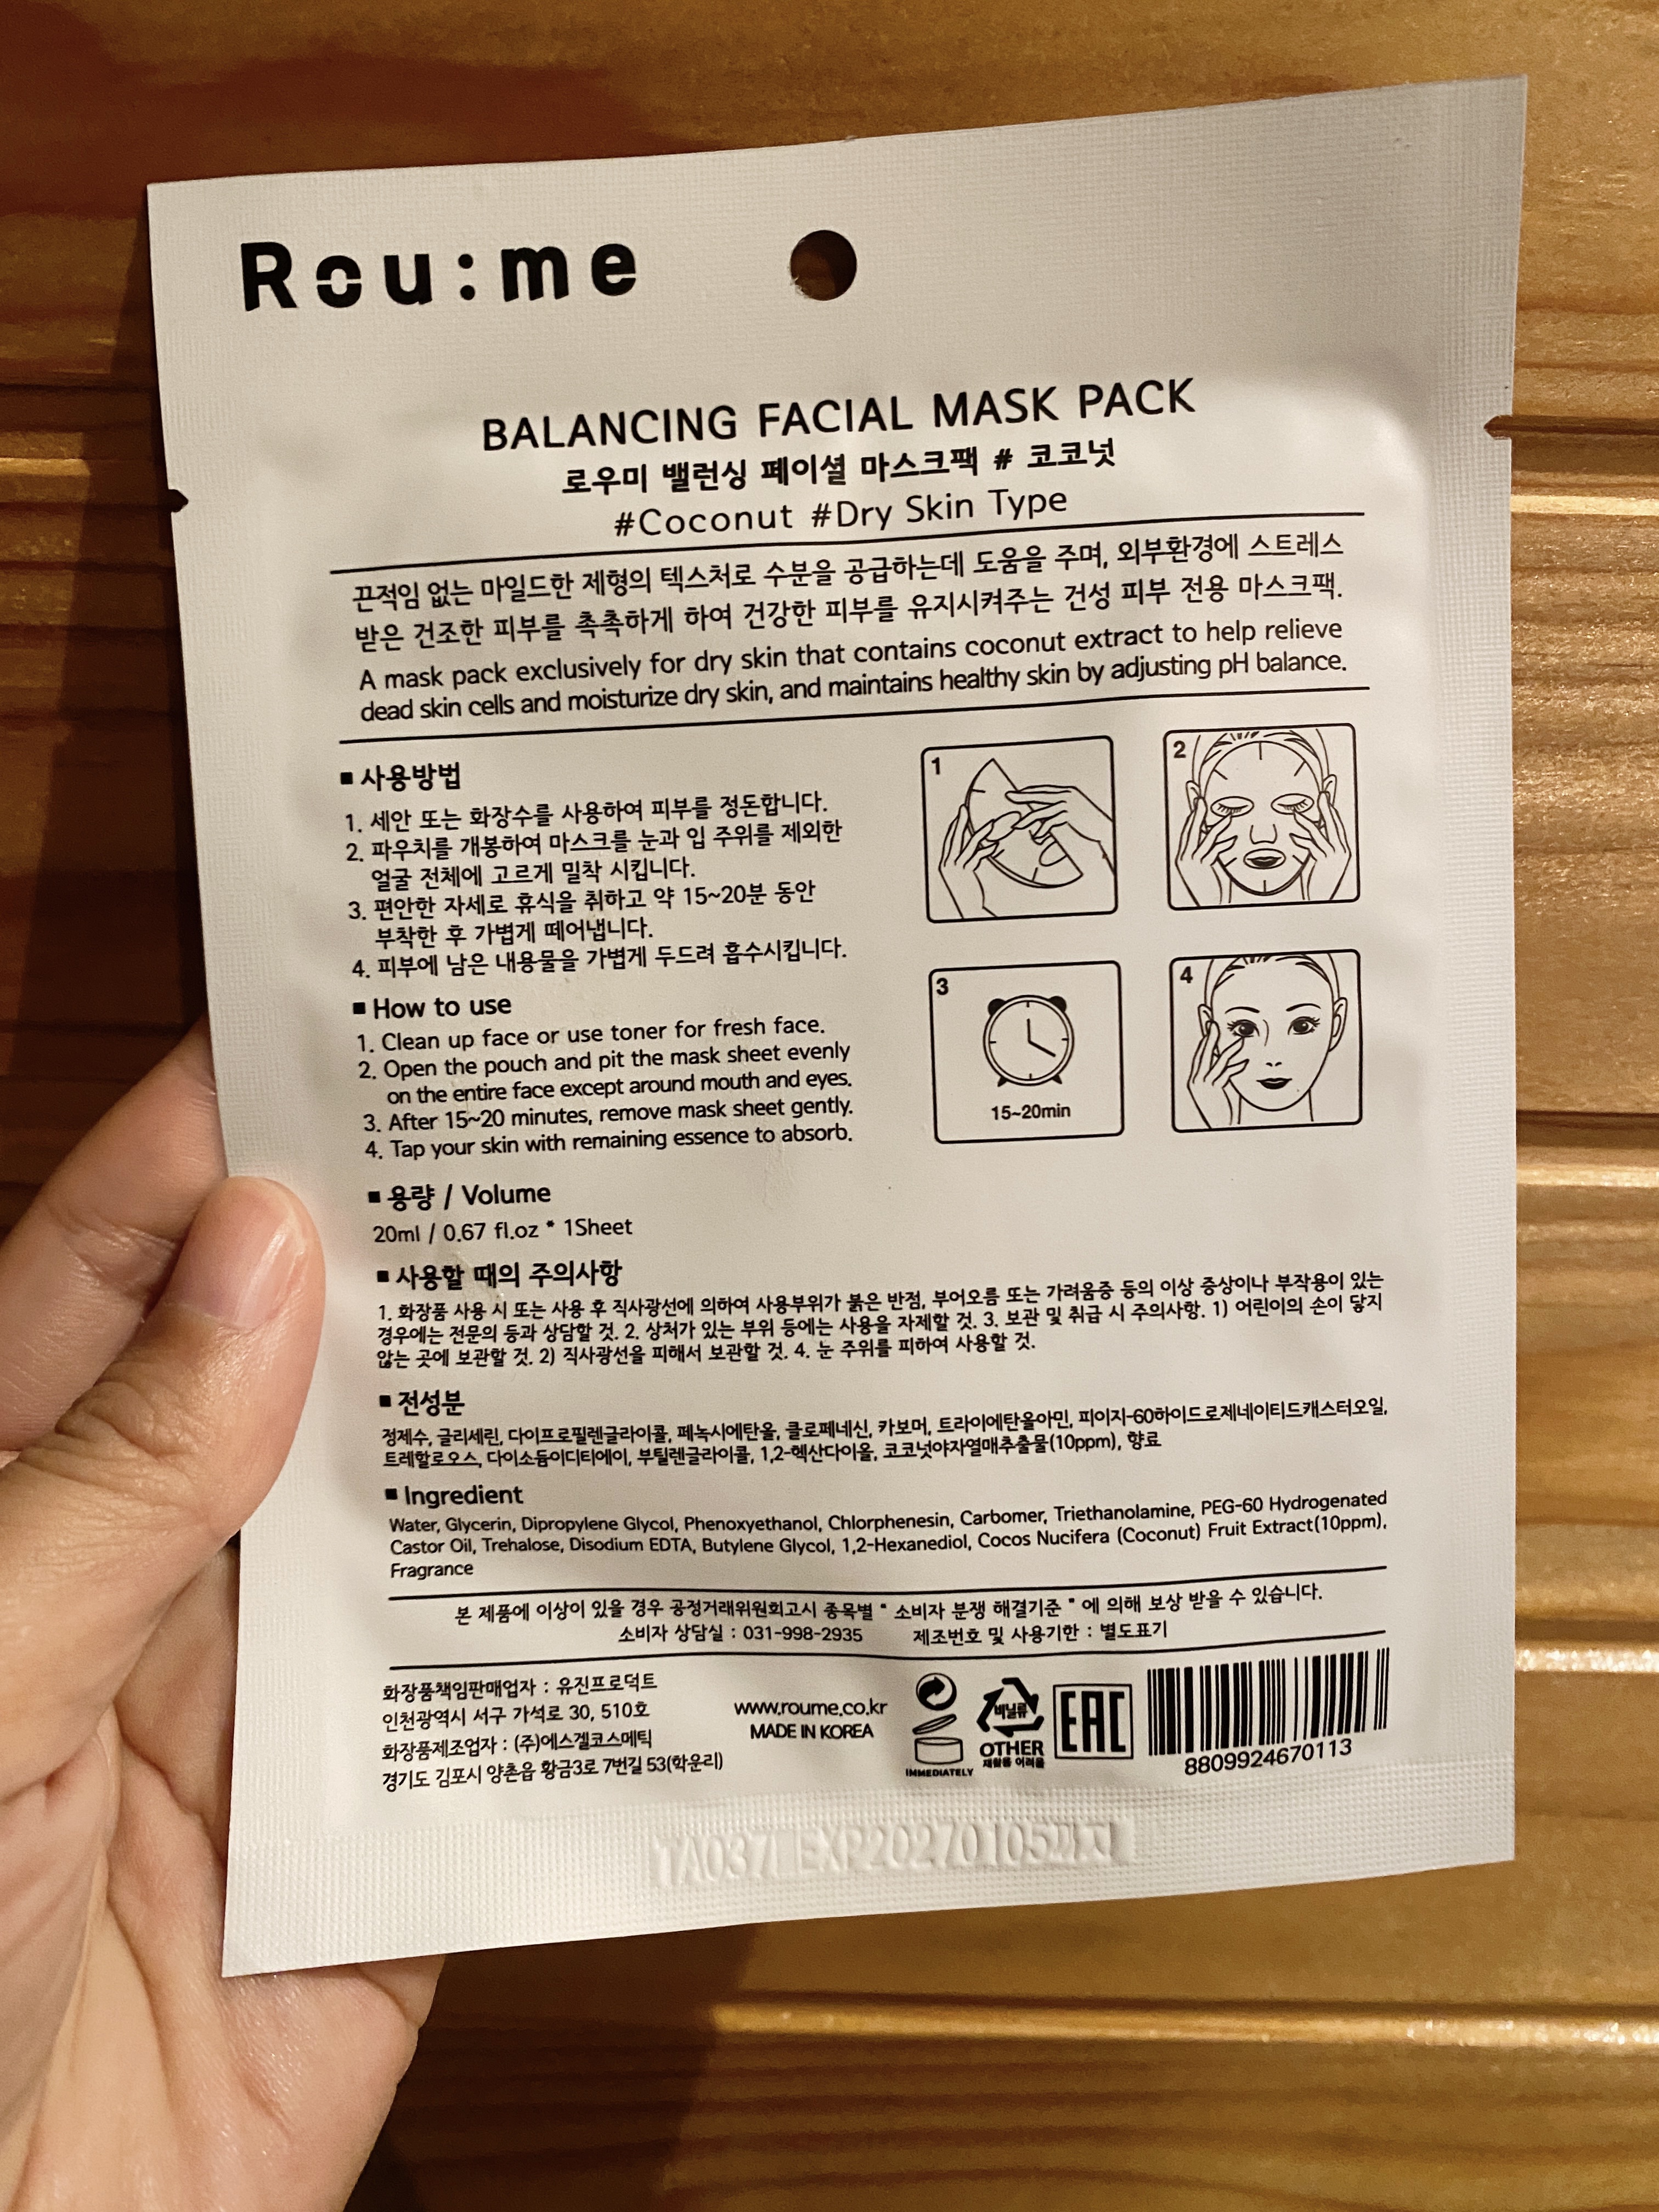 Rou:me
BALANCING FACIAL MASK PACK
로우미 밸런싱 페이셜 마스크팩 # 코코넛
#Coconut #Dry Skin Type
끈적임 없는 마일드한 제형의 텍스처로 수분을 공급하는데 도움을 주며, 외부환경에 스트레스
받은 건조한 피부를 촉촉하게 하여 건강한 피부를 유지시켜주는 건성 피부 전용 마스크팩.
A mask pack exclusively for dry skin that contains coconut extract to help relieve
dead skin cells and moisturize dry skin, and maintains healthy skin by adjusting pH balance.
■ 사용방법
1. 세안 또는 화장수를 사용하여 피부를 정돈합니다.
2. 파우치를 개봉하여 마스크를 눈과 입 주위를 제외한
얼굴 전체에 고르게 밀착 시킵니다.
3. 편안한 자세로 휴식을 취하고 약 15~20분 동안
부착한 후 가볍게 떼어냅니다.
4. 피부에 남은 내용물을 가볍게 두드려 흡수시킵니다.
■ How to use
1. Clean up face or use toner for fresh face.
2. Open the pouch and pit the mask sheet evenly
on the entire face except around mouth and eyes.
3. After 15~20 minutes, remove mask sheet gently.
4. Tap your skin with remaining essence to absorb.
1
2
3
15~20min
4
■ 용량 / Volume
20ml / 0.67 fl.oz * 1Sheet
■ 사용할 때의 주의사항
1. 화장품 사용 시 또는 사용 후 직사광선에 의하여 사용부위가 붉은 반점, 부어오름 또는 가려움증 등의 이상 증상이나 부작용이 있는
경우에는 전문의 등과 상담할 것. 2. 상처가 있는 부위 등에는 사용을 자제할 것. 3. 보관 및 취급 시 주의사항. 1) 어린이의 손이 닿지
않는 곳에 보관할 것. 2) 직사광선을 피해서 보관할 것. 4. 눈 주위를 피하여 사용할 것.
■ 전성분
정제수, 글리세린, 다이프로필렌글라이콜, 페녹시에탄올, 클로페네신, 카보머, 트라이에탄올아민, 피이지-60하이드로제네이티드캐스터오일,
트레할로오스, 다이소듐이디티에이, 부틸렌글라이콜, 1,2-헥산다이올, 코코넛야자열매추출물(10ppm), 향료
■ Ingredient
Water, Glycerin, Dipropylene Glycol, Phenoxyethanol, Chlorphenesin, Carbomer, Triethanolamine, PEG-60 Hydrogenated
Castor Oil, Trehalose, Disodium EDTA, Butylene Glycol, 1,2-Hexanediol, Cocos Nucifera (Coconut) Fruit Extract(10ppm),
Fragrance
본 제품에 이상이 있을 경우 공정거래위원회고시 종목별 " 소비자 분쟁 해결기준 " 에 의해 보상 받을 수 있습니다.
소비자 상담실 : 031-998-2935 제조번호 및 사용기한 : 별도표기
화장품책임판매업자 : 유진프로덕트
인천광역시 서구 가석로 30, 510호
화장품제조업자 : (주)에스겔코스메틱
경기도 김포시 양촌읍 황금3로 7번길 53(학운리)
www.roume.co.kr
MADE IN KOREA
IMMEDIATELY
비닐류
OTHER
재활용 어려움
EAC
8809924670113
TA037 EXP20270105까지